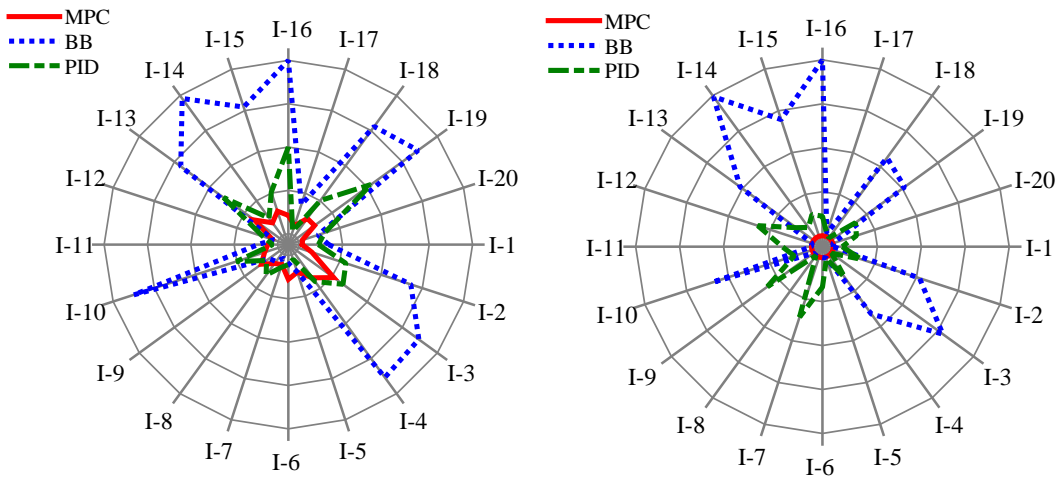 MPC
BB
PID
I-16
I-15
I-17
I-14
I-18
I-13
I-19
I-12
I-20
I-11
I-1
I-10
I-2
I-9
I-3
I-8
I-4
I-7
I-5
I-6
MPC
BB
PID
I-16
I-15
I-17
I-14
I-18
I-13
I-19
I-12
I-20
I-11
I-1
I-10
I-2
I-9
I-3
I-8
I-4
I-7
I-5
I-6